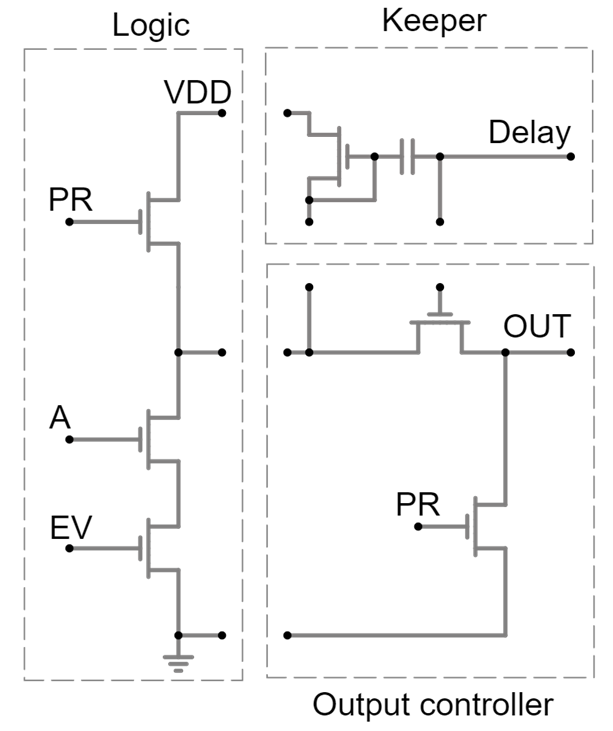 Logic
Keeper
VDD
Delay
PR
OUT
A
PR
EV
Output controller